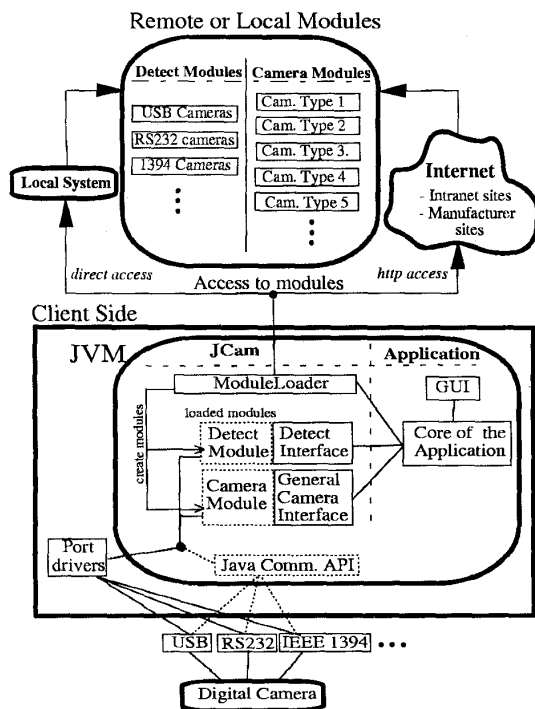 Remote or Local Modules
Detect Modules
Camera Modules
USB Cameras
RS232 cameras
1394 Cameras
Cam. Type 1
Cam. Type 2
Cam. Type 3.
Cam. Type 4
Cam. Type 5
Local System
Internet
- Intranet sites
- Manufacturer
sites
direct access
Access to modules
http access
Client Side
JVM
JCam
Application
ModuleLoader
GUI
create modules
loaded modules
Detect
Module
Detect
Interface
Core of the
Application
Camera
Module
General
Camera
Interface
Port
drivers
Java Comm. API
USB
RS232
IEEE 1394
Digital Camera